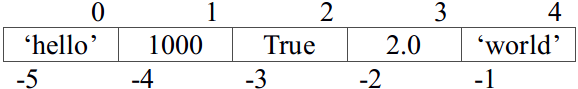 0 1 2 3 4
‘hello’ 1000 True 2.0 ‘world’
-5 -4 -3 -2 -1